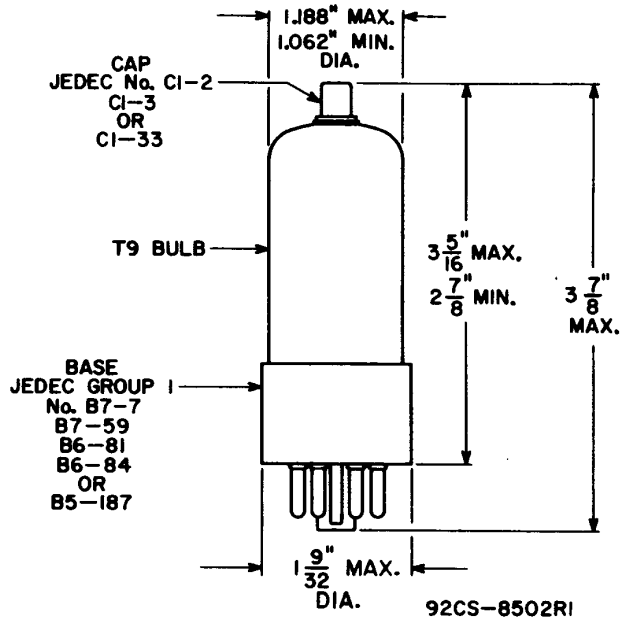 1.188" MAX.
1.062" MIN.
DIA.
CAP
JEDEC No. C1-2
C1-3
OR
C1-33
T9 BULB
3 5/16" MAX.
2 7/8" MIN.
3 7/8"
MAX.
BASE
JEDEC GROUP 1
No. B7-7
B7-59
B6-81
B6-84
OR
B5-187
1 9/32" MAX.
DIA.
92CS-8502R1